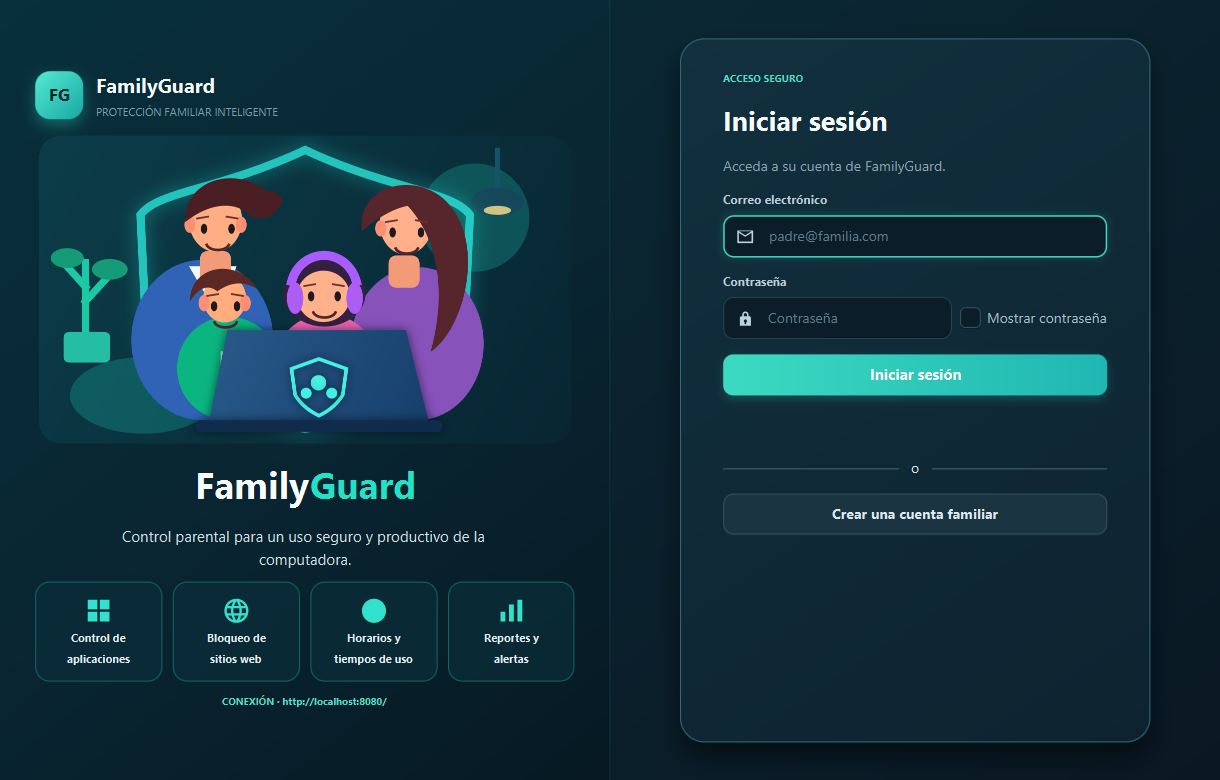 FG
FamilyGuard
PROTECCIÓN FAMILIAR INTELIGENTE
FamilyGuard
Control parental para un uso seguro y productivo de la
computadora.
Control de
aplicaciones
Bloqueo de
sitios web
Horarios y
tiempos de uso
Reportes y
alertas
CONEXIÓN · http://localhost:8080/
ACCESO SEGURO
Iniciar sesión
Acceda a su cuenta de FamilyGuard.
Correo electrónico
padre@familia.com
Contraseña
Contraseña
Mostrar contraseña
Iniciar sesión
o
Crear una cuenta familiar